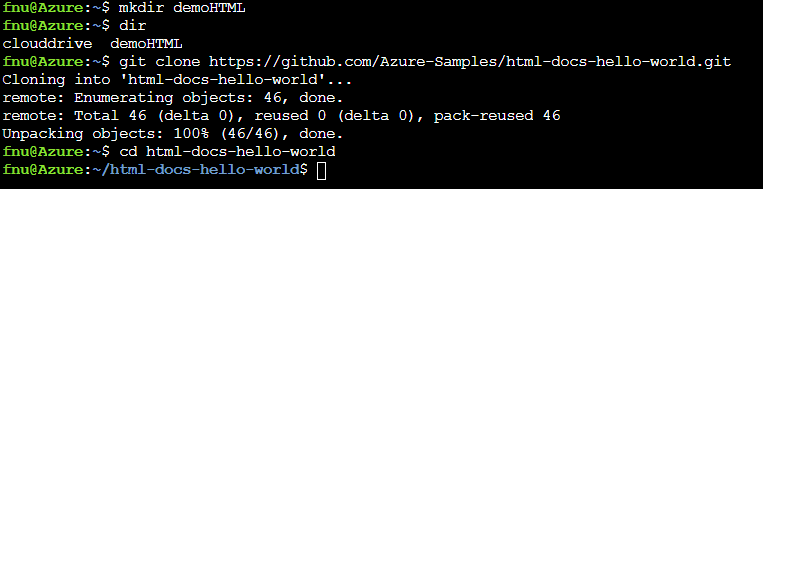 fnu@Azure:~$ mkdir demoHTML
fnu@Azure:~$ dir
clouddrive  demoHTML
fnu@Azure:~$ git clone https://github.com/Azure-Samples/html-docs-hello-world.git
Cloning into 'html-docs-hello-world'...
remote: Enumerating objects: 46, done.
remote: Total 46 (delta 0), reused 0 (delta 0), pack-reused 46
Unpacking objects: 100% (46/46), done.
fnu@Azure:~$ cd html-docs-hello-world
fnu@Azure:~/html-docs-hello-world$